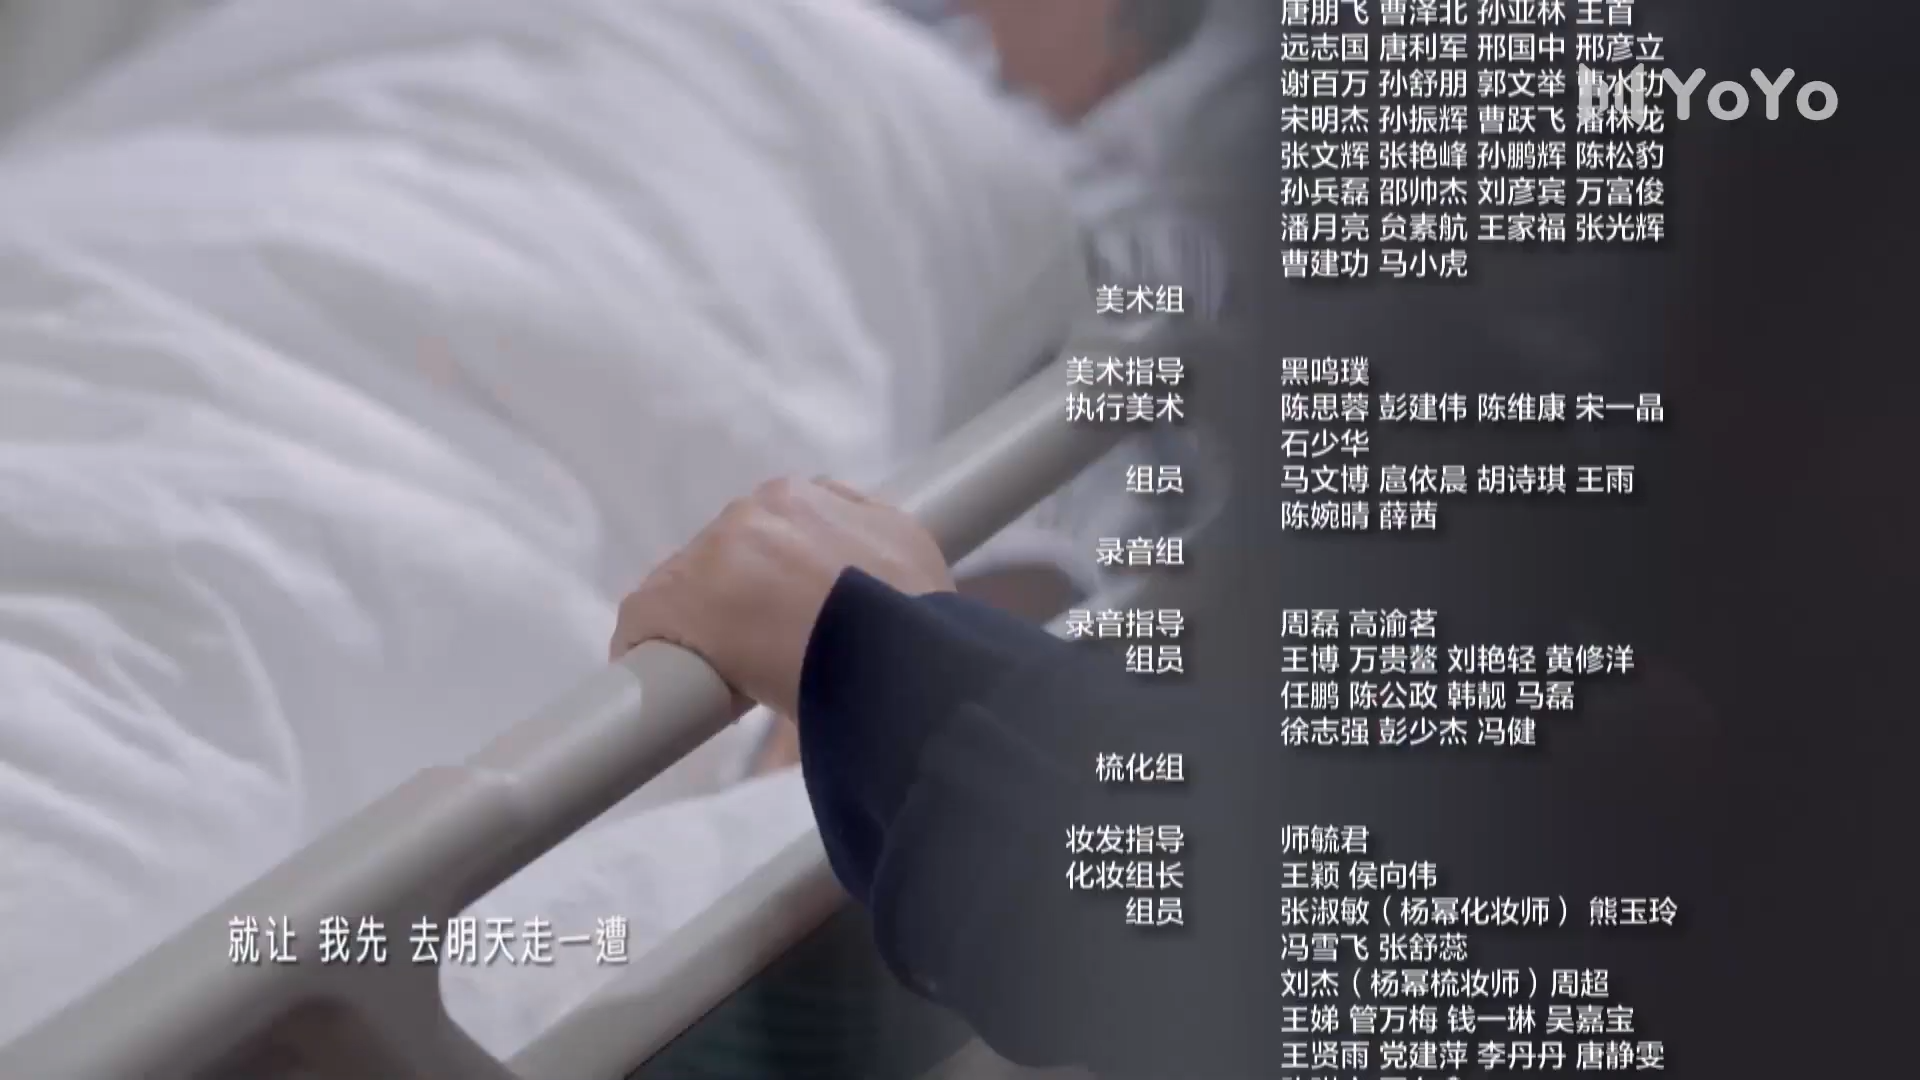 唐朋飞 曹泽北 孙亚林 王首
远志国 唐利军 邢国中 邢彦立
谢百万 孙舒朋 郭文举 曹水功
YoYo
宋明杰 孙振辉 曹跃飞 潘林龙
张文辉 张艳峰 孙鹏辉 陈松豹
孙兵磊 邵帅杰 刘彦宾 万富俊
潘月亮 贠素航 王家福 张光辉
曹建功 马小虎
美术组
美术指导 黑鸣璞
执行美术 陈思蓉 彭建伟 陈维康 宋一晶
石少华
组员 马文博 扈依晨 胡诗琪 王雨
陈婉晴 薛茜
录音组
录音指导 周磊 高渝茗
组员 王博 万贵鳌 刘艳轻 黄修洋
任鹏 陈公政 韩靓 马磊
徐志强 彭少杰 冯健
梳化组
妆发指导 师毓君
化妆组长 王颖 侯向伟
组员 张淑敏（杨幂化妆师） 熊玉玲
冯雪飞 张舒蕊
刘杰（杨幂梳妆师）周超
王娣 管万梅 钱一琳 吴嘉宝
王贤雨 党建萍 李丹丹 唐静雯
就让 我先 去明天走一遭